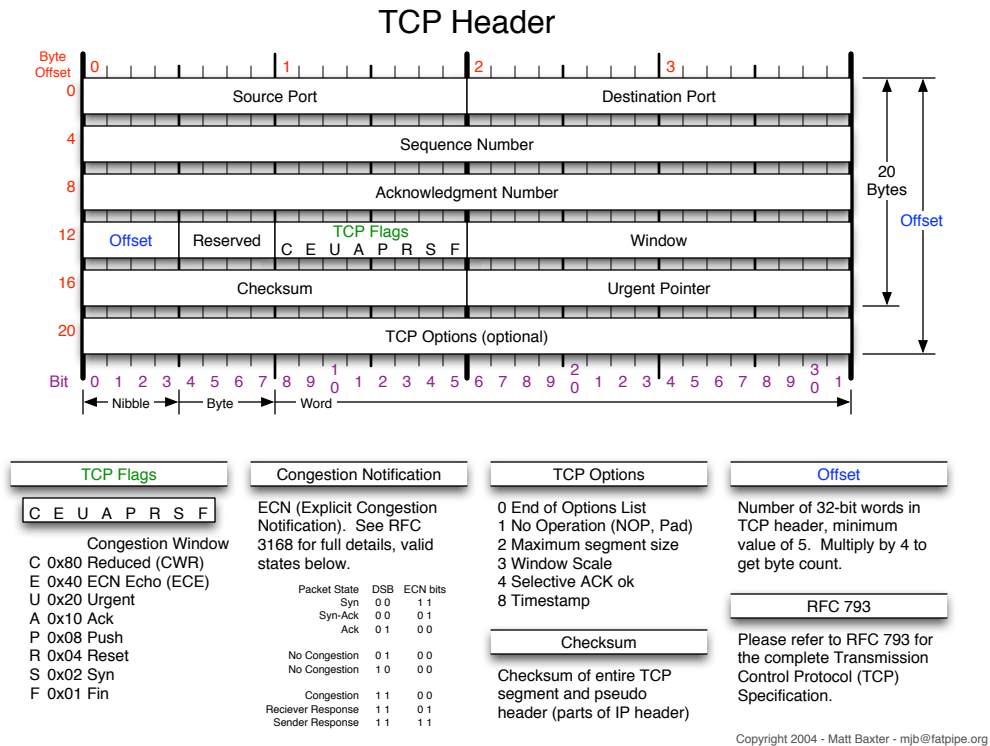 TCP Header
Byte
Offset
0 1 2 3
0 Source Port Destination Port
4 Sequence Number
8 Acknowledgment Number
20
Bytes
Offset
12 Offset Reserved TCP Flags Window
C E U A P R S F
16 Checksum Urgent Pointer
20 TCP Options (optional)
Bit 0 1 2 3 4 5 6 7 8 9 10 1 2 3 4 5 6 7 8 9 20 1 2 3 4 5 6 7 8 9 30 1
Nibble Byte Word
TCP Flags
C E U A P R S F
Congestion Window
C 0x80 Reduced (CWR)
E 0x40 ECN Echo (ECE)
U 0x20 Urgent
A 0x10 Ack
P 0x08 Push
R 0x04 Reset
S 0x02 Syn
F 0x01 Fin
Congestion Notification
ECN (Explicit Congestion
Notification). See RFC
3168 for full details, valid
states below.
Packet State DSB ECN bits
Syn 0 0 1 1
Syn-Ack 0 0 0 1
Ack 0 1 0 0
No Congestion 0 1 0 0
No Congestion 1 0 0 0
Congestion 1 1 0 0
Reciever Response 1 1 0 1
Sender Response 1 1 1 1
TCP Options
0 End of Options List
1 No Operation (NOP, Pad)
2 Maximum segment size
3 Window Scale
4 Selective ACK ok
8 Timestamp
Checksum
Checksum of entire TCP
segment and pseudo
header (parts of IP header)
Offset
Number of 32-bit words in
TCP header, minimum
value of 5. Multiply by 4 to
get byte count.
RFC 793
Please refer to RFC 793 for
the complete Transmission
Control Protocol (TCP)
Specification.
Copyright 2004 - Matt Baxter - mjb@fatpipe.org